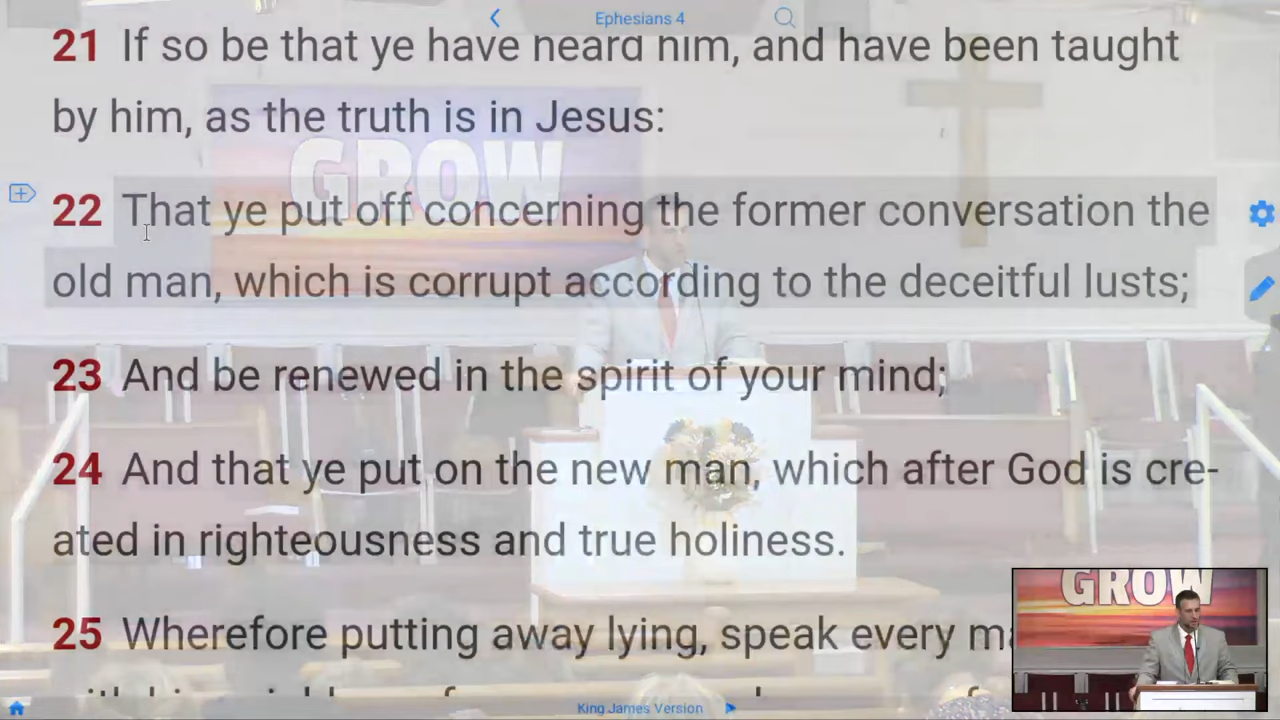 Ephesians 4
21 If so be that ye have heard him, and have been taught
by him, as the truth is in Jesus:
GROW
22 That ye put off concerning the former conversation the
old man, which is corrupt according to the deceitful lusts;
23 And be renewed in the spirit of your mind;
24 And that ye put on the new man, which after God is cre-
ated in righteousness and true holiness.
25 Wherefore putting away lying, speak every
GROW
King James Version